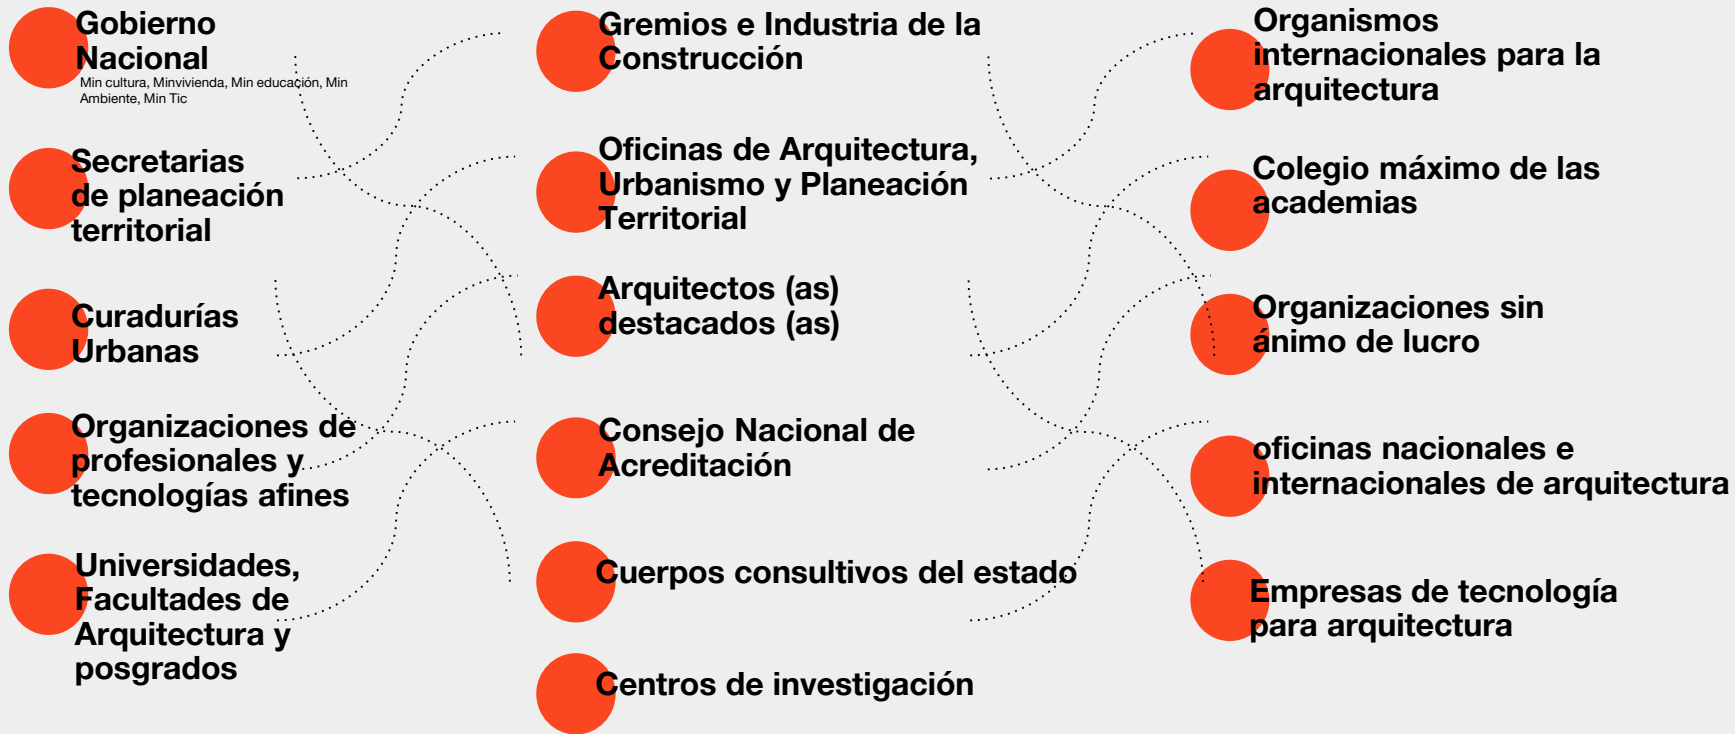 Gobierno
Nacional
Min cultura, Minvivienda, Min educación, Min
Ambiente, Min Tic
Secretarias
de planeación
territorial
Curadurías
Urbanas
Organizaciones de
profesionales y
tecnologías afines
Universidades,
Facultades de
Arquitectura y
posgrados
Gremios e Industria de la
Construcción
Oficinas de Arquitectura,
Urbanismo y Planeación
Territorial
Arquitectos (as)
destacados (as)
Consejo Nacional de
Acreditación
Cuerpos consultivos del estado
Centros de investigación
Organismos
internacionales para la
arquitectura
Colegio máximo de las
academias
Organizaciones sin
ánimo de lucro
oficinas nacionales e
internacionales de arquitectura
Empresas de tecnología
para arquitectura